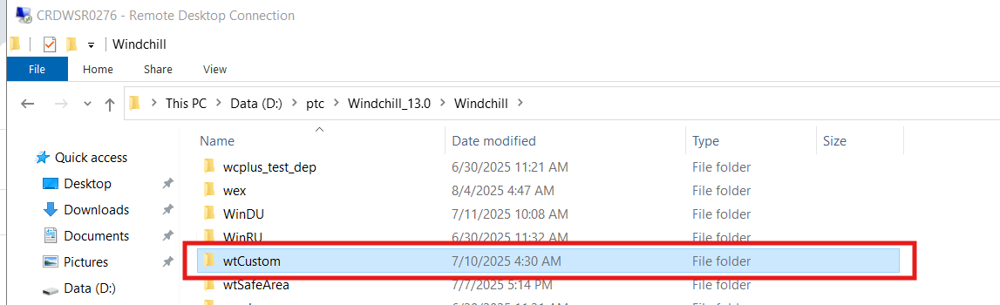 CRDWSR0276 - Remote Desktop Connection
Windchill
File Home Share View
This PC Data (D:) ptc Windchill_13.0 Windchill
Name Date modified Type Size
Quick access
Desktop
Downloads
Documents
Pictures
Data (D:)
wcplus_test_dep 6/30/2025 11:21 AM File folder
wex 8/4/2025 4:47 AM File folder
WinDU 7/11/2025 10:08 AM File folder
WinRU 6/30/2025 11:32 AM File folder
wtCustom 7/10/2025 4:30 AM File folder
wtSafeArea 7/7/2025 5:14 PM File folder